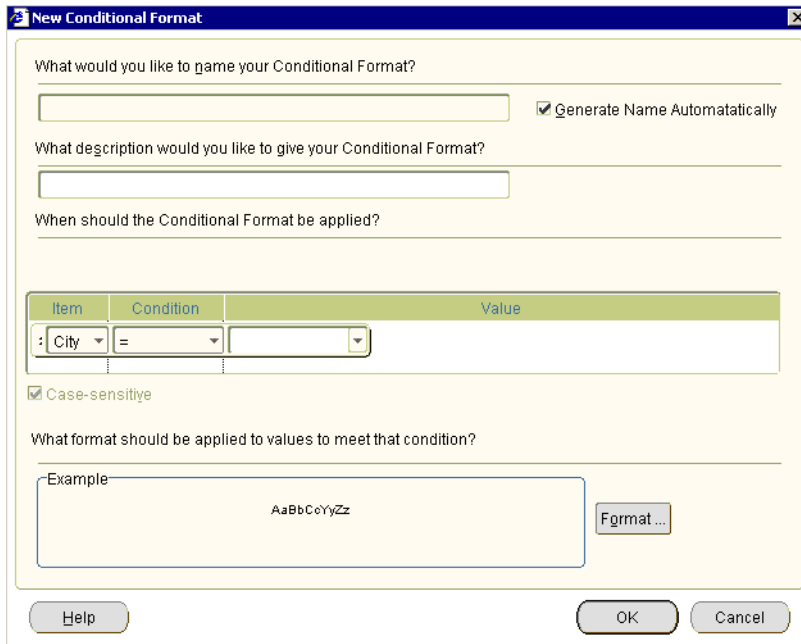 New Conditional Format
What would you like to name your Conditional Format?
Generate Name Automatatically
What description would you like to give your Conditional Format?
When should the Conditional Format be applied?
Item Condition Value
: City =
Case-sensitive
What format should be applied to values to meet that condition?
Example
AaBbCcYyZz
Format ...
Help OK Cancel